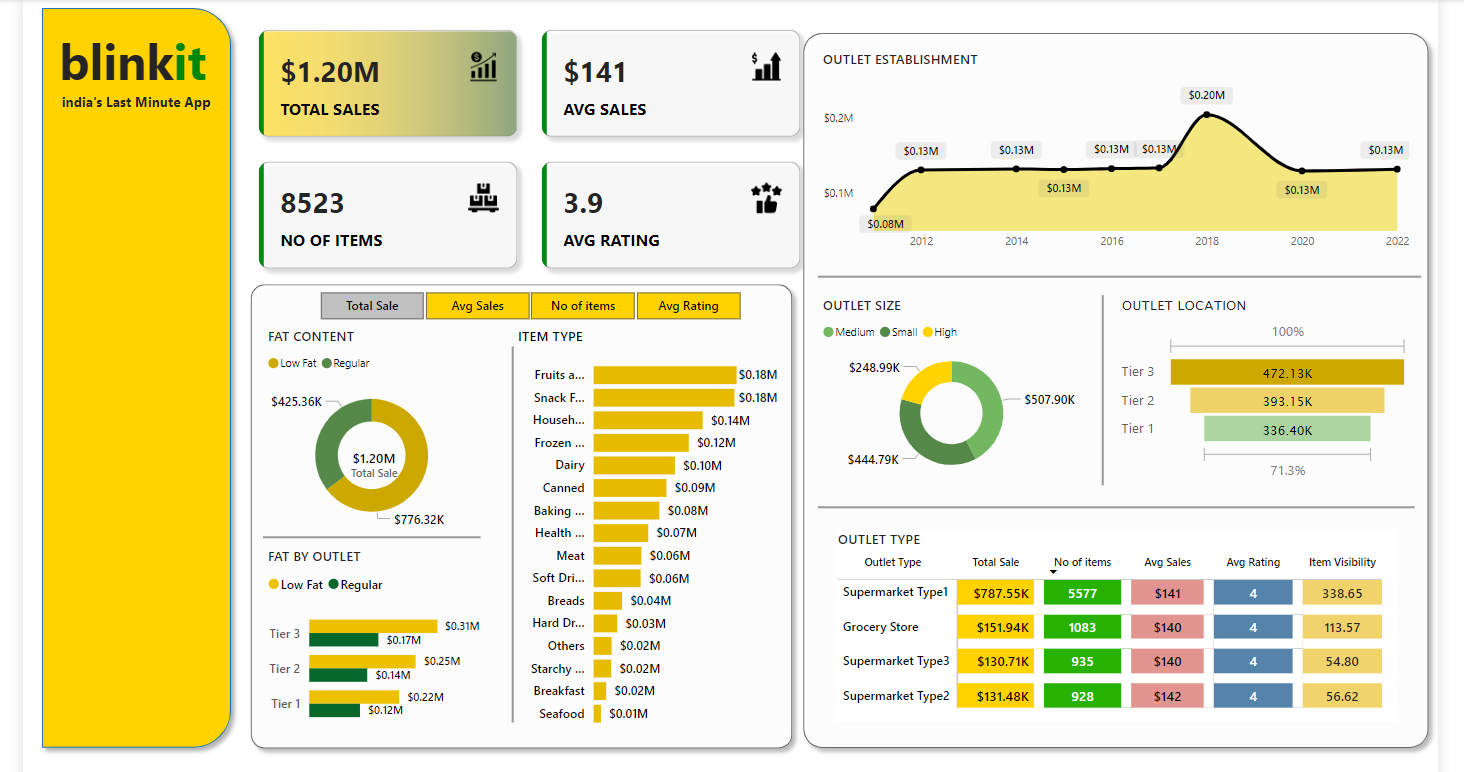 blinkit
india's Last Minute App
$1.20M
TOTAL SALES
$141
AVG SALES
8523
NO OF ITEMS
3.9
AVG RATING
Total Sale
Avg Sales
No of items
Avg Rating
FAT CONTENT
Low Fat
Regular
$425.36K
$1.20M
Total Sale
$776.32K
FAT BY OUTLET
Low Fat
Regular
Tier 3
$0.31M
$0.17M
Tier 2
$0.25M
$0.14M
Tier 1
$0.22M
$0.12M
ITEM TYPE
Fruits a... $0.18M
Snack F... $0.18M
Househ... $0.14M
Frozen ... $0.12M
Dairy $0.10M
Canned $0.09M
Baking ... $0.08M
Health ... $0.07M
Meat $0.06M
Soft Dri... $0.06M
Breads $0.04M
Hard Dr... $0.03M
Others $0.02M
Starchy ... $0.02M
Breakfast $0.02M
Seafood $0.01M
OUTLET ESTABLISHMENT
$0.2M
$0.1M
$0.08M
$0.13M
$0.13M
$0.13M
$0.13M
$0.13M
$0.20M
$0.13M
$0.13M
2012 2014 2016 2018 2020 2022
OUTLET SIZE
Medium Small High
$248.99K
$507.90K
$444.79K
OUTLET LOCATION
100%
Tier 3 472.13K
Tier 2 393.15K
Tier 1 336.40K
71.3%
OUTLET TYPE
Outlet Type Total Sale No of items Avg Sales Avg Rating Item Visibility
Supermarket Type1 $787.55K 5577 $141 4 338.65
Grocery Store $151.94K 1083 $140 4 113.57
Supermarket Type3 $130.71K 935 $140 4 54.80
Supermarket Type2 $131.48K 928 $142 4 56.62